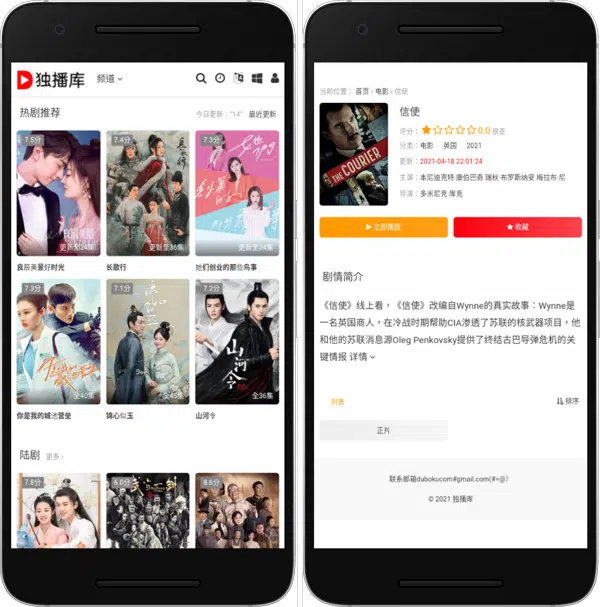 独播库 频道
热剧推荐 今日更新："14" 最近更新
7.5分 7.4分 7.3分
良辰美景
更新至24集 更新至36集 更新至24集
良辰美景好时光 长歌行 她们创业的那些鸟事
7.3分 7.1分 7.2分
山河令
全40集 全45集 全36集
你是我的城池营垒 锦心似玉 山河令
陆剧 更多
7.8分 6.0分 8.6分
当前位置： 首页 电影 信使
信使
THE COURIER
评分： 0.0 很差
分类：电影 英国 2021
更新：2021-04-18 22:01:24
主演：本尼迪克特·康伯巴奇 瑞秋·布罗斯纳安 梅拉布·尼
导演：多米尼克·库克
立即播放 收藏
剧情简介
《信使》线上看，《信使》改编自Wynne的真实故事：Wynne是
一名英国商人，在冷战时期帮助CIA渗透了苏联的核武器项目，他
和他的苏联消息源Oleg Penkovsky提供了终结古巴导弹危机的关
键情报 详情
列表 排序
正片
联系邮箱dubokucom#gmail.com(#=@)
© 2021 独播库